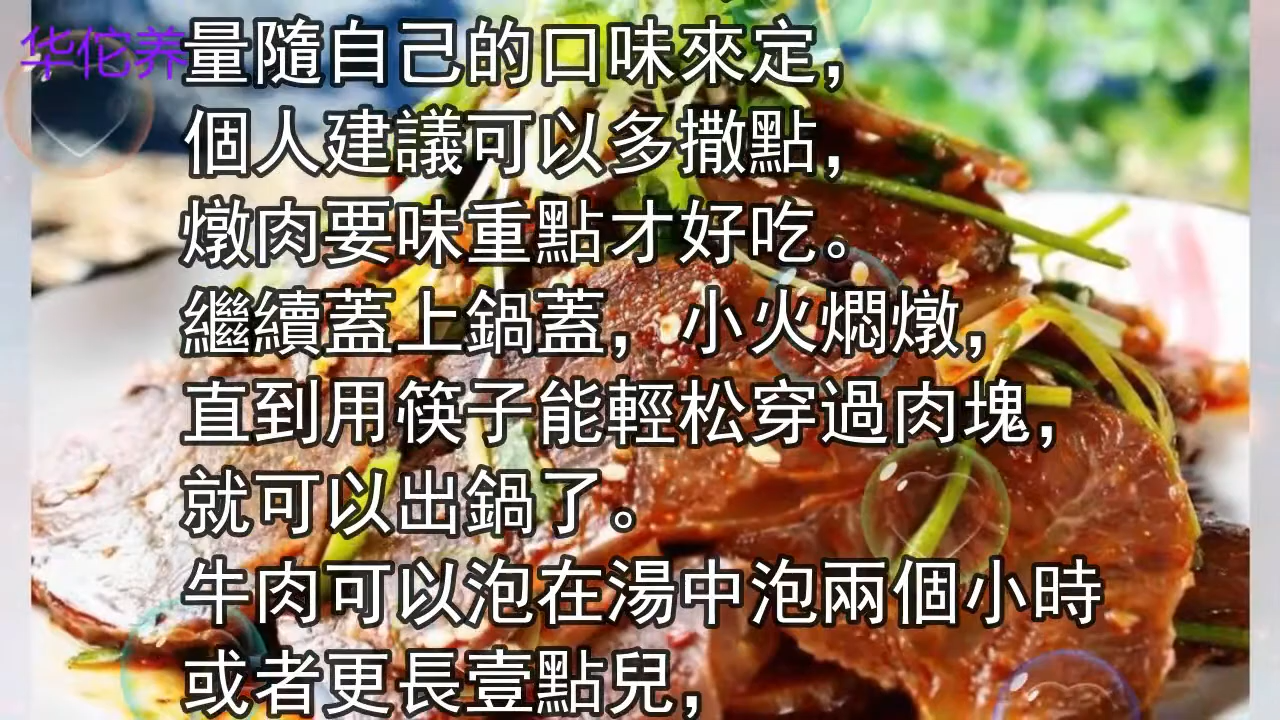 华佗养
量隨自己的口味來定，
個人建議可以多撒點，
燉肉要味重點才好吃。
繼續蓋上鍋蓋，小火燜燉，
直到用筷子能輕松穿過肉塊，
就可以出鍋了。
牛肉可以泡在湯中泡兩個小時
或者更長壹點兒，